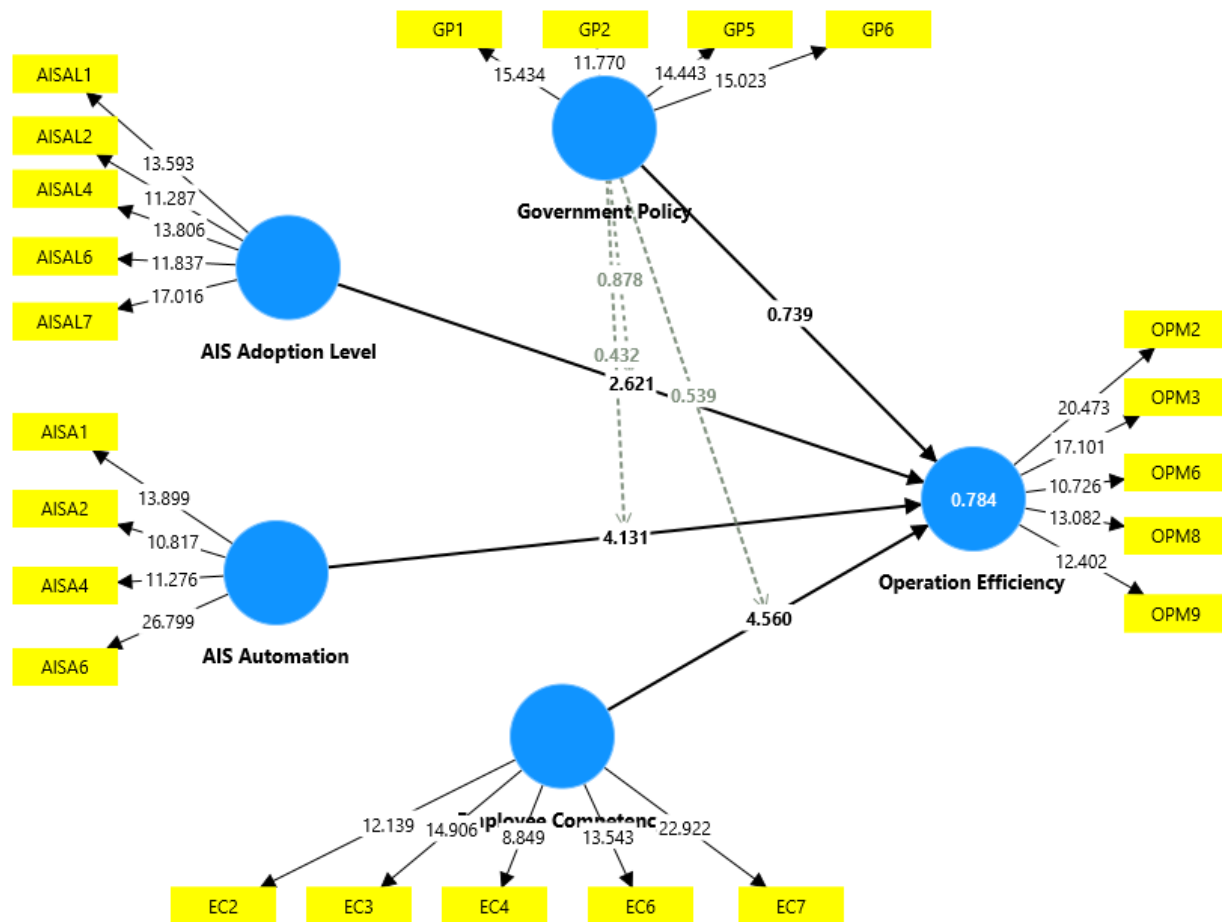 GP1
GP2
GP5
GP6
15.434
11.770
14.443
15.023
AISAL1
AISAL2
AISAL4
AISAL6
AISAL7
13.593
11.287
13.806
11.837
17.016
Government Policy
AIS Adoption Level
0.878
0.739
0.432
2.621
0.539
OPM2
OPM3
OPM6
OPM8
OPM9
20.473
17.101
10.726
13.082
12.402
0.784
Operation Efficiency
AISA1
AISA2
AISA4
AISA6
13.899
10.817
11.276
26.799
AIS Automation
4.131
4.560
Competenc
12.139
14.906
8.849
13.543
22.922
EC2
EC3
EC4
EC6
EC7